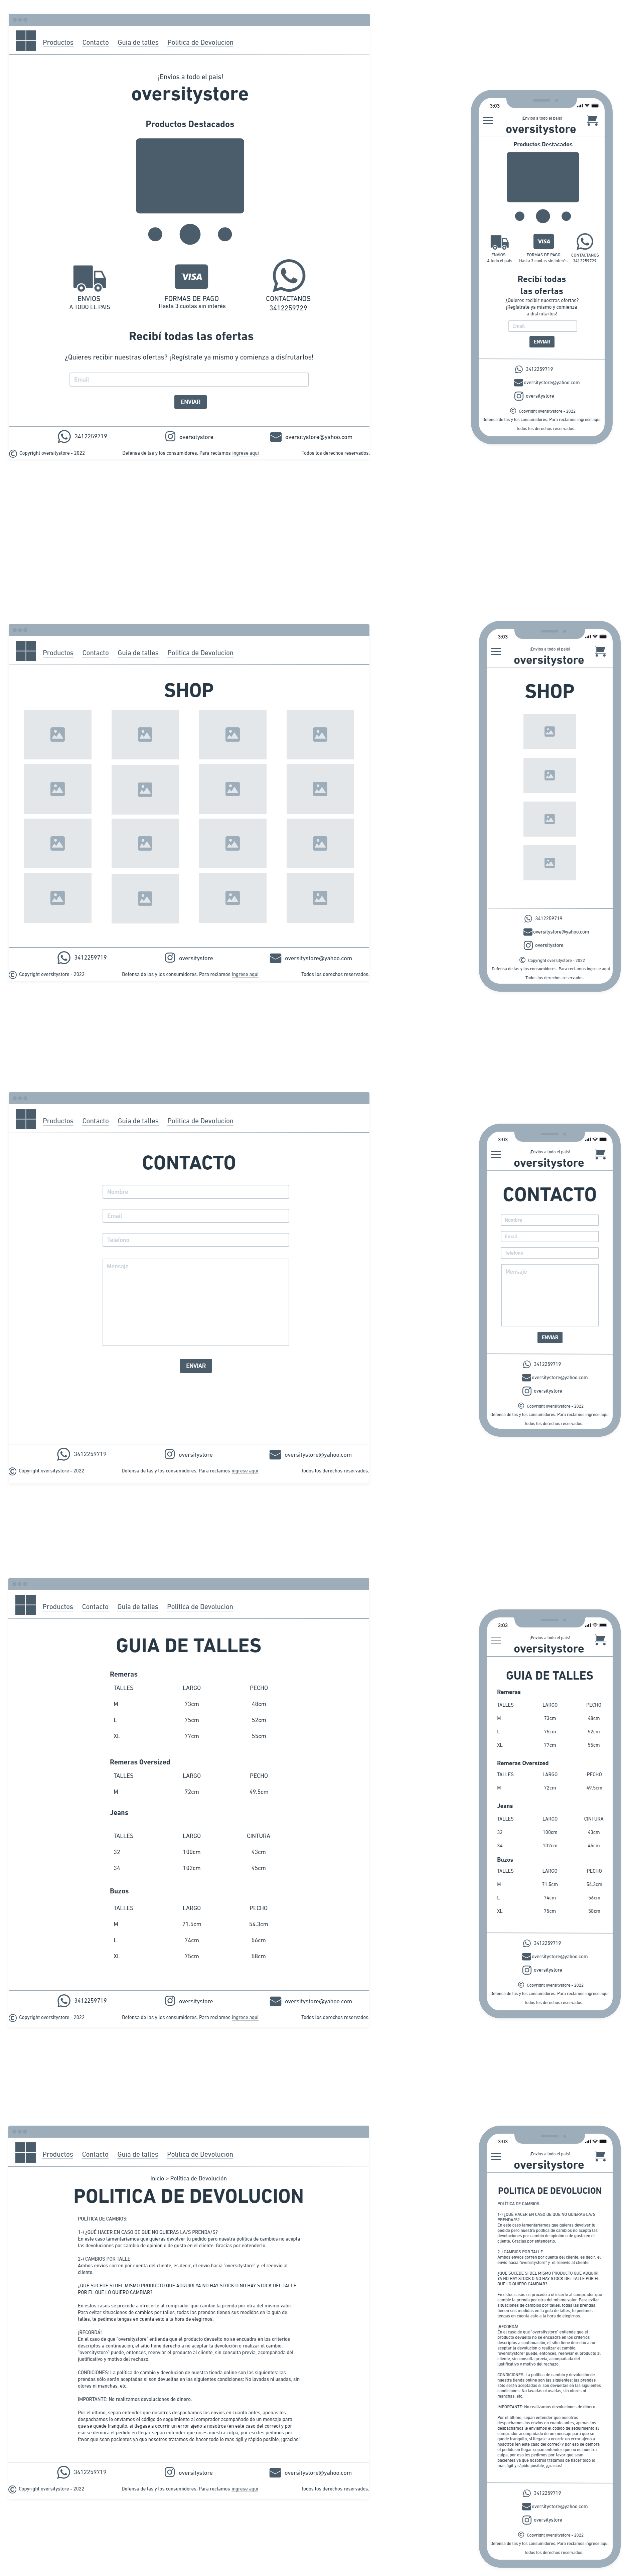 Productos Contacto Guia de talles Politica de Devolucion
¡Envios a todo el pais!
oversitystore
Productos Destacados
VISA
ENVIOS FORMAS DE PAGO CONTACTANOS
A TODO EL PAIS Hasta 3 cuotas sin interés 3412259729
Recibí todas las ofertas
¿Quieres recibir nuestras ofertas? ¡Regístrate ya mismo y comienza a disfrutarlos!
Email
ENVIAR
3412259719 oversitystore oversitystore@yahoo.com
Copyright oversitystore - 2022 Defensa de las y los consumidores. Para reclamos ingrese aqui Todos los derechos reservados.
3:03
¡Envios a todo el pais!
oversitystore
Productos Destacados
VISA
ENVIOS FORMAS DE PAGO CONTACTANOS
A todo el pais Hasta 3 cuotas sin interés 3412259729
Recibí todas
las ofertas
¿Quieres recibir nuestras ofertas?
¡Regístrate ya mismo y comienza
a disfrutarlos!
Email
ENVIAR
3412259719
oversitystore@yahoo.com
oversitystore
Copyright oversitystore - 2022
Defensa de las y los consumidores. Para reclamos ingrese aqui
Todos los derechos reservados.
Productos Contacto Guia de talles Politica de Devolucion
SHOP
3412259719 oversitystore oversitystore@yahoo.com
Copyright oversitystore - 2022 Defensa de las y los consumidores. Para reclamos ingrese aqui Todos los derechos reservados.
3:03
¡Envios a todo el pais!
oversitystore
SHOP
3412259719
oversitystore@yahoo.com
oversitystore
Copyright oversitystore - 2022
Defensa de las y los consumidores. Para reclamos ingrese aqui
Todos los derechos reservados.
Productos Contacto Guia de talles Politica de Devolucion
CONTACTO
Nombre
Email
Telefono
Mensaje
ENVIAR
3412259719 oversitystore oversitystore@yahoo.com
Copyright oversitystore - 2022 Defensa de las y los consumidores. Para reclamos ingrese aqui Todos los derechos reservados.
3:03
¡Envios a todo el pais!
oversitystore
CONTACTO
Nombre
Email
Telefono
Mensaje
ENVIAR
3412259719
oversitystore@yahoo.com
oversitystore
Copyright oversitystore - 2022
Defensa de las y los consumidores. Para reclamos ingrese aqui
Todos los derechos reservados.
Productos Contacto Guia de talles Politica de Devolucion
GUIA DE TALLES
Remeras
TALLES LARGO PECHO
M 73cm 48cm
L 75cm 52cm
XL 77cm 55cm
Remeras Oversized
TALLES LARGO PECHO
M 72cm 49.5cm
Jeans
TALLES LARGO CINTURA
32 100cm 43cm
34 102cm 45cm
Buzos
TALLES LARGO PECHO
M 71.5cm 54.3cm
L 74cm 56cm
XL 75cm 58cm
3412259719 oversitystore oversitystore@yahoo.com
Copyright oversitystore - 2022 Defensa de las y los consumidores. Para reclamos ingrese aqui Todos los derechos reservados.
3:03
¡Envios a todo el pais!
oversitystore
GUIA DE TALLES
Remeras
TALLES LARGO PECHO
M 73cm 48cm
L 75cm 52cm
XL 77cm 55cm
Remeras Oversized
TALLES LARGO PECHO
M 72cm 49.5cm
Jeans
TALLES LARGO CINTURA
32 100cm 43cm
34 102cm 45cm
Buzos
TALLES LARGO PECHO
M 71.5cm 54.3cm
L 74cm 56cm
XL 75cm 58cm
3412259719
oversitystore@yahoo.com
oversitystore
Copyright oversitystore - 2022
Defensa de las y los consumidores. Para reclamos ingrese aqui
Todos los derechos reservados.
Productos Contacto Guia de talles Politica de Devolucion
Inicio > Política de Devolución
POLITICA DE DEVOLUCION
POLÍTICA DE CAMBIOS:
1-) ¿QUÉ HACER EN CASO DE QUE NO QUIERAS LA/S PRENDA/S?
En este caso lamentaríamos que quieras devolver tu pedido pero nuestra política de cambios no acepta
las devoluciones por cambio de opinión o de gusto en el cliente. Gracias por entenderlo.
2-) CAMBIOS POR TALLE
Ambos envíos corren por cuenta del cliente, es decir, el envío hacia "oversitystore" y el reenvío al
cliente.
¿QUE SUCEDE SI DEL MISMO PRODUCTO QUE ADQUIRÍ YA NO HAY STOCK O NO HAY STOCK DEL TALLE
POR EL QUE LO QUIERO CAMBIAR?
En estos casos se procede a ofrecerte al comprador que cambie la prenda por otra del mismo valor.
Para evitar situaciones de cambios por talles, todas las prendas tienen sus medidas en la guía de
talles, te pedimos tengas en cuenta esto a la hora de elegirnos.
¡RECORDÁ!
En el caso de que "oversitystore" entienda que el producto devuelto no se encuadra en los criterios
descriptos a continuación, el sitio tiene derecho a no aceptar la devolución o realizar el cambio.
"oversitystore" puede, entonces, reenviar el producto al cliente, sin consulta previa, acompañado del
justificativo y motivo del rechazo.
CONDICIONES: La política de cambio y devolución de nuestra tienda online son las siguientes: las
prendas sólo serán aceptadas si son devueltas en las siguientes condiciones: No lavadas ni usadas, sin
olores ni manchas, etc.
IMPORTANTE: No realizamos devoluciones de dinero.
Por el último, sepan entender que nosotros despachamos los envíos en cuanto antes, apenas los
despachamos le enviamos el código de seguimiento al comprador acompañado de un mensaje para
que se quede tranquilo, si llegase a ocurrir un error ajeno a nosotros (en este caso del correo) y por
eso se demora el pedido en llegar sepan entender que no es nuestra culpa, por eso les pedimos por
favor que sean pacientes ya que nosotros tratamos de hacer todo lo mas ágil y rápido posible, ¡gracias!
3412259719 oversitystore oversitystore@yahoo.com
Copyright oversitystore - 2022 Defensa de las y los consumidores. Para reclamos ingrese aqui Todos los derechos reservados.
3:03
¡Envios a todo el pais!
oversitystore
POLITICA DE DEVOLUCION
POLÍTICA DE CAMBIOS:
1-) ¿QUÉ HACER EN CASO DE QUE NO QUIERAS LA/S
PRENDA/S?
En este caso lamentaríamos que quieras devolver tu
pedido pero nuestra política de cambios no acepta las
devoluciones por cambio de opinión o de gusto en el
cliente. Gracias por entenderlo.
2-) CAMBIOS POR TALLE
Ambos envíos corren por cuenta del cliente, es decir, el
envío hacia "oversitystore" y el reenvío al cliente.
¿QUE SUCEDE SI DEL MISMO PRODUCTO QUE ADQUIRÍ
YA NO HAY STOCK O NO HAY STOCK DEL TALLE POR EL
QUE LO QUIERO CAMBIAR?
En estos casos se procede a ofrecerte al comprador que
cambie la prenda por otra del mismo valor. Para evitar
situaciones de cambios por talles, todas las prendas
tienen sus medidas en la guía de talles, te pedimos
tengas en cuenta esto a la hora de elegirnos.
¡RECORDÁ!
En el caso de que "oversitystore" entienda que el
producto devuelto no se encuadra en los criterios
descriptos a continuación, el sitio tiene derecho a no
aceptar la devolución o realizar el cambio.
"oversitystore" puede, entonces, reenviar el producto al
cliente, sin consulta previa, acompañado del
justificativo y motivo del rechazo.
CONDICIONES: La política de cambio y devolución de
nuestra tienda online son las siguientes: las prendas
sólo serán aceptadas si son devueltas en las siguientes
condiciones: No lavadas ni usadas, sin olores ni
manchas, etc.
IMPORTANTE: No realizamos devoluciones de dinero.
Por el último, sepan entender que nosotros
despachamos los envíos en cuanto antes, apenas los
despachamos le enviamos el código de seguimiento al
comprador acompañado de un mensaje para que se
quede tranquilo, si llegase a ocurrir un error ajeno a
nosotros (en este caso del correo) y por eso se demora
el pedido en llegar sepan entender que no es nuestra
culpa, por eso les pedimos por favor que sean
pacientes ya que nosotros tratamos de hacer todo lo
mas ágil y rápido posible, ¡gracias!
3412259719
oversitystore@yahoo.com
oversitystore
Copyright oversitystore - 2022
Defensa de las y los consumidores. Para reclamos ingrese aqui
Todos los derechos reservados.